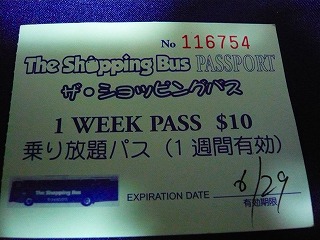 No 116754
The Shopping Bus PASSPORT
ザ・ショッピングバス
1 WEEK PASS $10
乗り放題パス (1週間有効)
The Shopping Bus
EXPIRATION DATE 6/29
有効期限